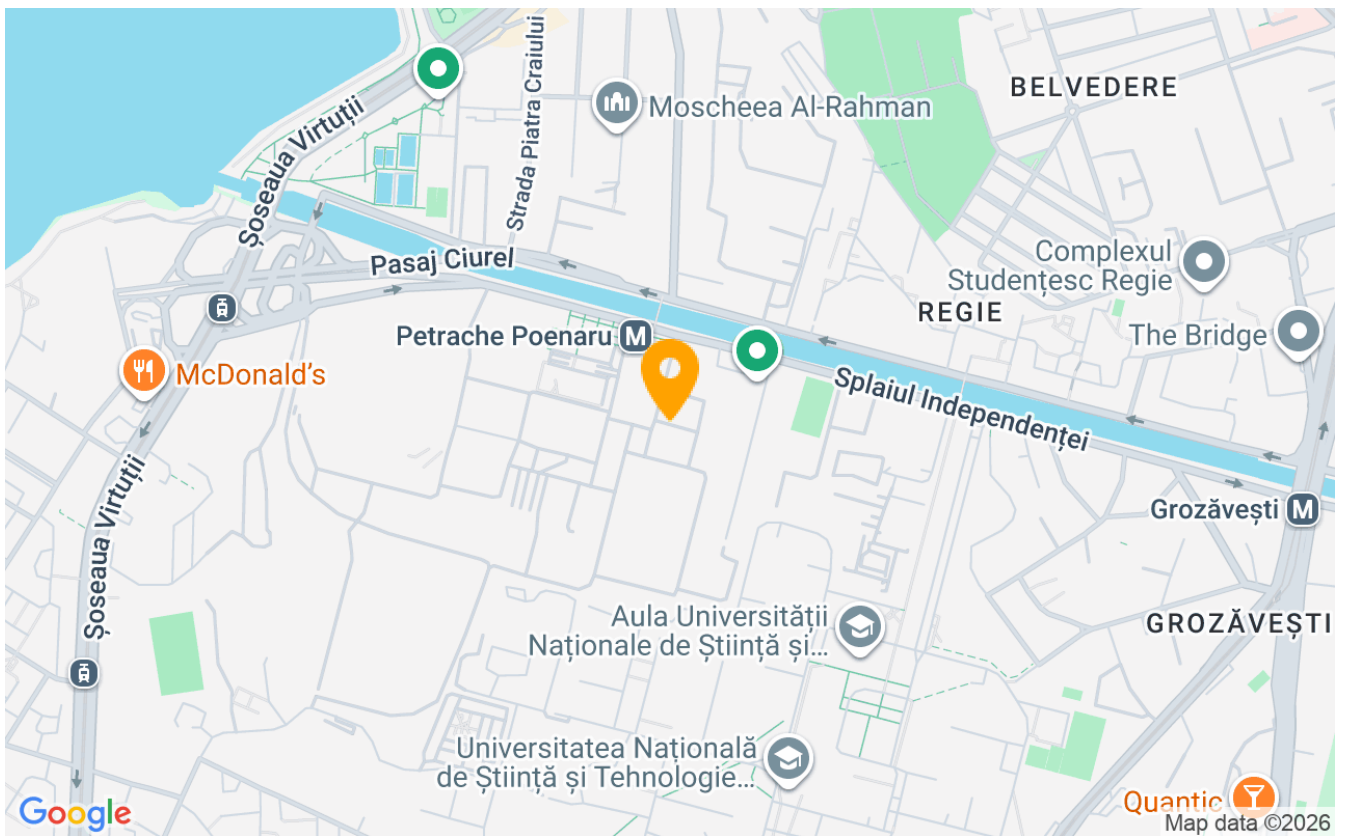 BELVEDERE
Moscheea Al-Rahman
Strada Piatra Craiului
Șoseaua Virtuții
Pasaj Ciurel
Complexul
Studențesc Regie
REGIE
The Bridge
Petrache Poenaru M
McDonald's
Splaiul Independenței
Grozăvești M
Șoseaua Virtuții
Aula Universității
Naționale de Știință și...
GROZĂVEȘTI
Universitatea Națională
de Știință și Tehnologie...
Quantic
Google
Map data ©2026